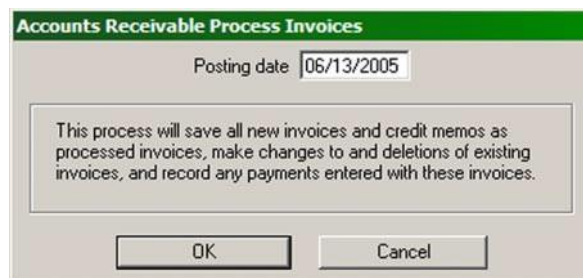 Accounts Receivable Process Invoices
Posting date 06/13/2005
This process will save all new invoices and credit memos as
processed invoices, make changes to and deletions of existing
invoices, and record any payments entered with these invoices.
OK Cancel